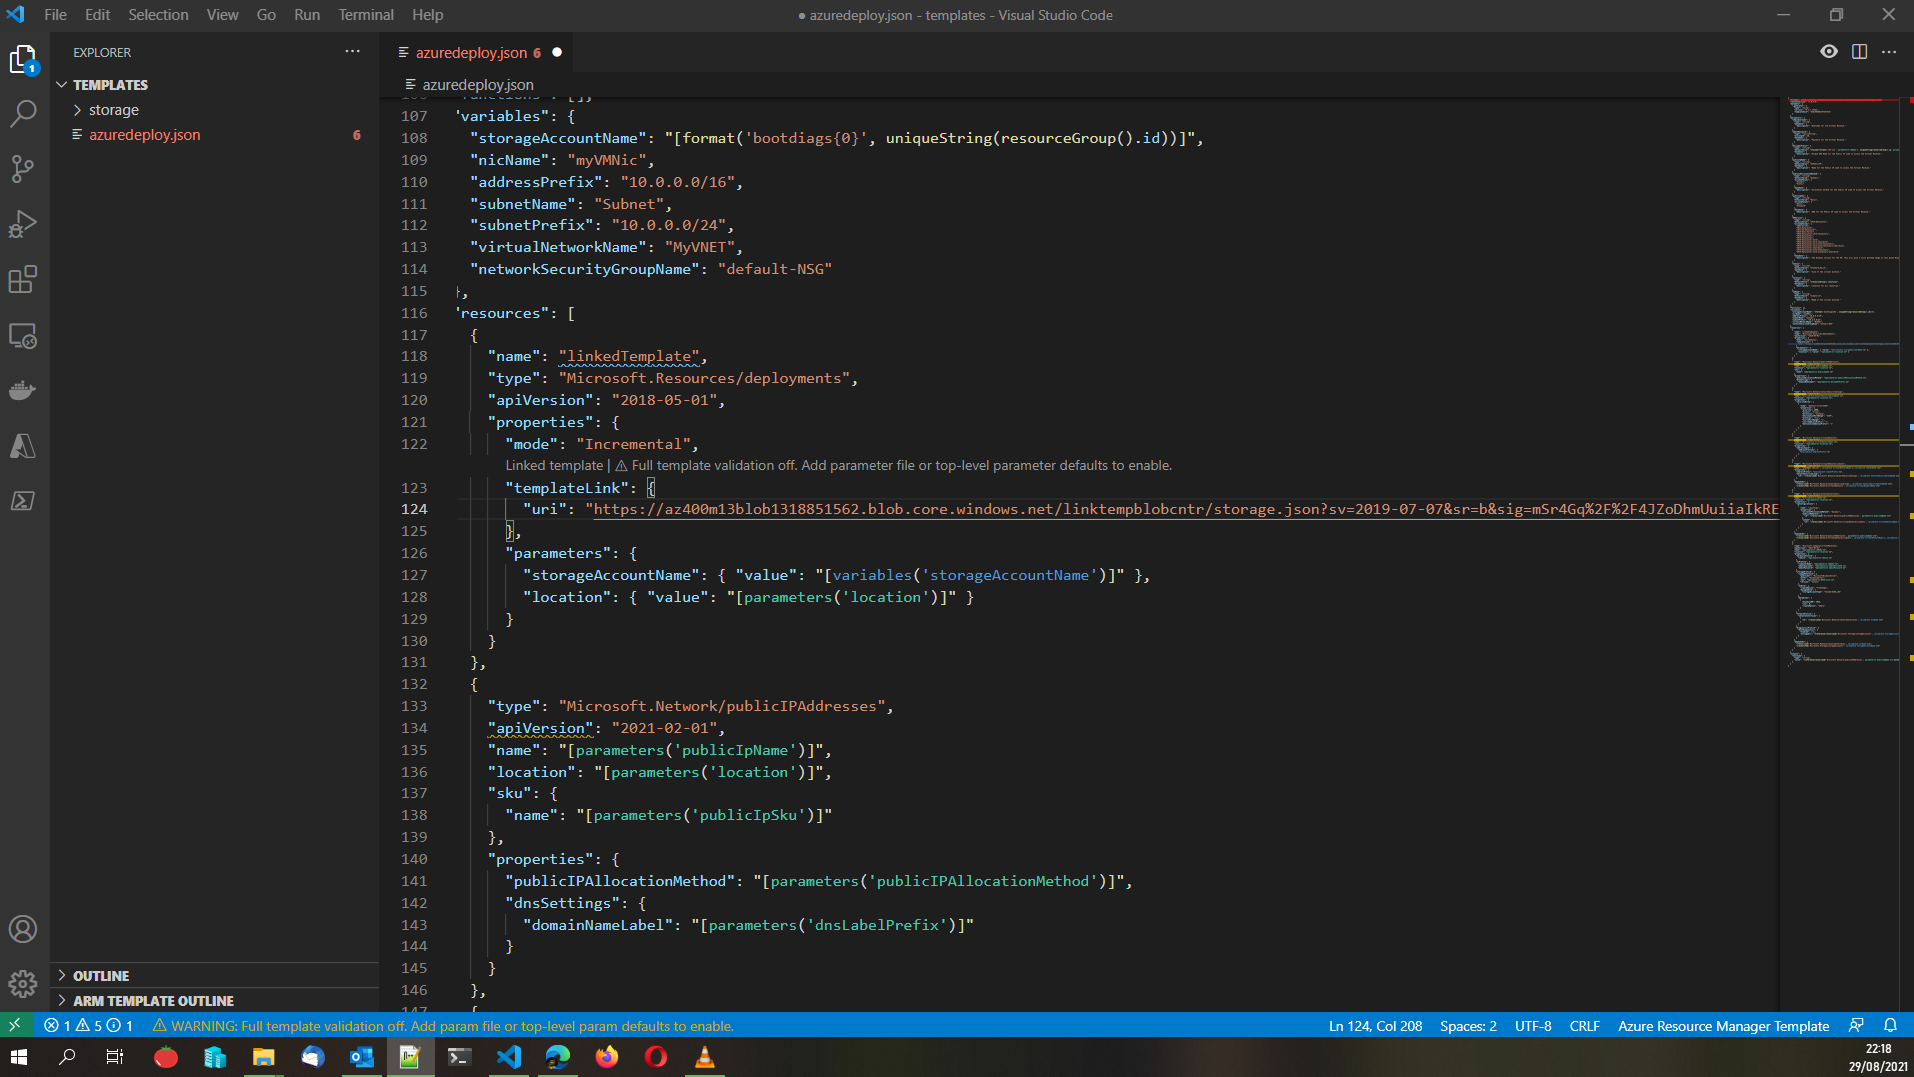 File Edit Selection View Go Run Terminal Help
● azuredeploy.json - templates - Visual Studio Code
EXPLORER
TEMPLATES
storage
azuredeploy.json 6
OUTLINE
ARM TEMPLATE OUTLINE
1
azuredeploy.json 6
azuredeploy.json
107 "variables": {
108 "storageAccountName": "[format('bootdiags{0}', uniqueString(resourceGroup().id))]",
109 "nicName": "myVMNic",
110 "addressPrefix": "10.0.0.0/16",
111 "subnetName": "Subnet",
112 "subnetPrefix": "10.0.0.0/24",
113 "virtualNetworkName": "MyVNET",
114 "networkSecurityGroupName": "default-NSG"
115 },
116 "resources": [
117 {
118 "name": "linkedTemplate",
119 "type": "Microsoft.Resources/deployments",
120 "apiVersion": "2018-05-01",
121 "properties": {
122 "mode": "Incremental",
Linked template | ⚠ Full template validation off. Add parameter file or top-level parameter defaults to enable.
123 "templateLink": {
124 "uri": "https://az400m13blob1318851562.blob.core.windows.net/linktempblobcntr/storage.json?sv=2019-07-07&sr=b&sig=mSr4Gq%2F%2F4JZoDhmUuiiaIkRE
125 },
126 "parameters": {
127 "storageAccountName": { "value": "[variables('storageAccountName')]" },
128 "location": { "value": "[parameters('location')]" }
129 }
130 }
131 },
132 {
133 "type": "Microsoft.Network/publicIPAddresses",
134 "apiVersion": "2021-02-01",
135 "name": "[parameters('publicIpName')]",
136 "location": "[parameters('location')]",
137 "sku": {
138 "name": "[parameters('publicIpSku')]"
139 },
140 "properties": {
141 "publicIPAllocationMethod": "[parameters('publicIPAllocationMethod')]",
142 "dnsSettings": {
143 "domainNameLabel": "[parameters('dnsLabelPrefix')]"
144 }
145 }
146 },
1 5 1 WARNING: Full template validation off. Add param file or top-level param defaults to enable.
Ln 124, Col 208 Spaces: 2 UTF-8 CRLF Azure Resource Manager Template
22:18
29/08/2021